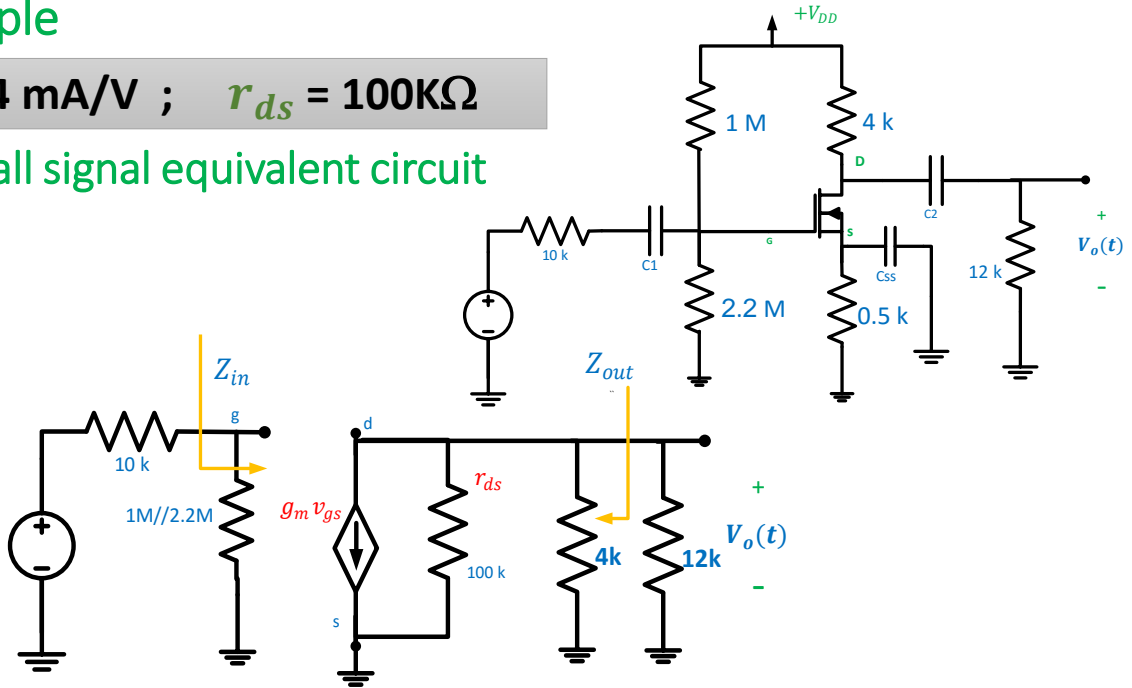 ple
4 mA/V ; r_ds = 100KΩ
all signal equivalent circuit
+V_DD
1 M
4 k
D
C2
10 k
C1
G
S
Css
12 k
+
V_o(t)
-
2.2 M
0.5 k
Z_in
g
10 k
1M//2.2M
Z_out
..
d
r_ds
g_m v_gs
100 k
s
4k
12k
+
V_o(t)
-